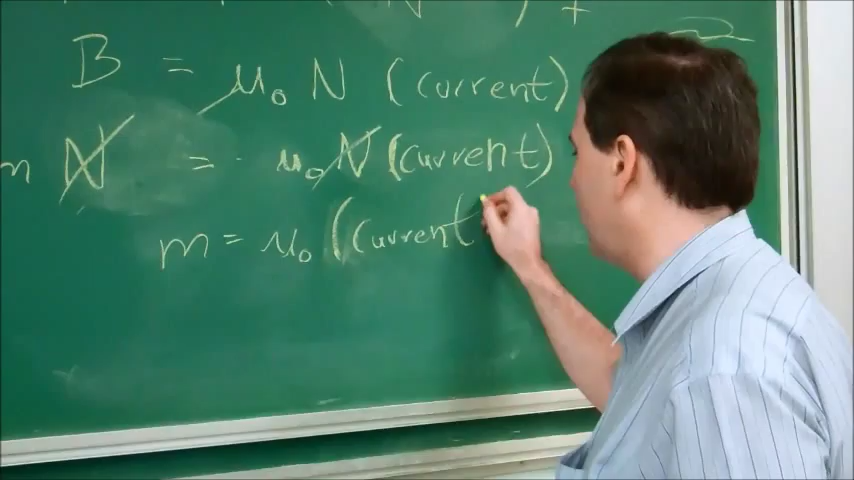 N ) +
B = μ₀ N (current)
m N = μ₀ N (current)
m = μ₀ (current